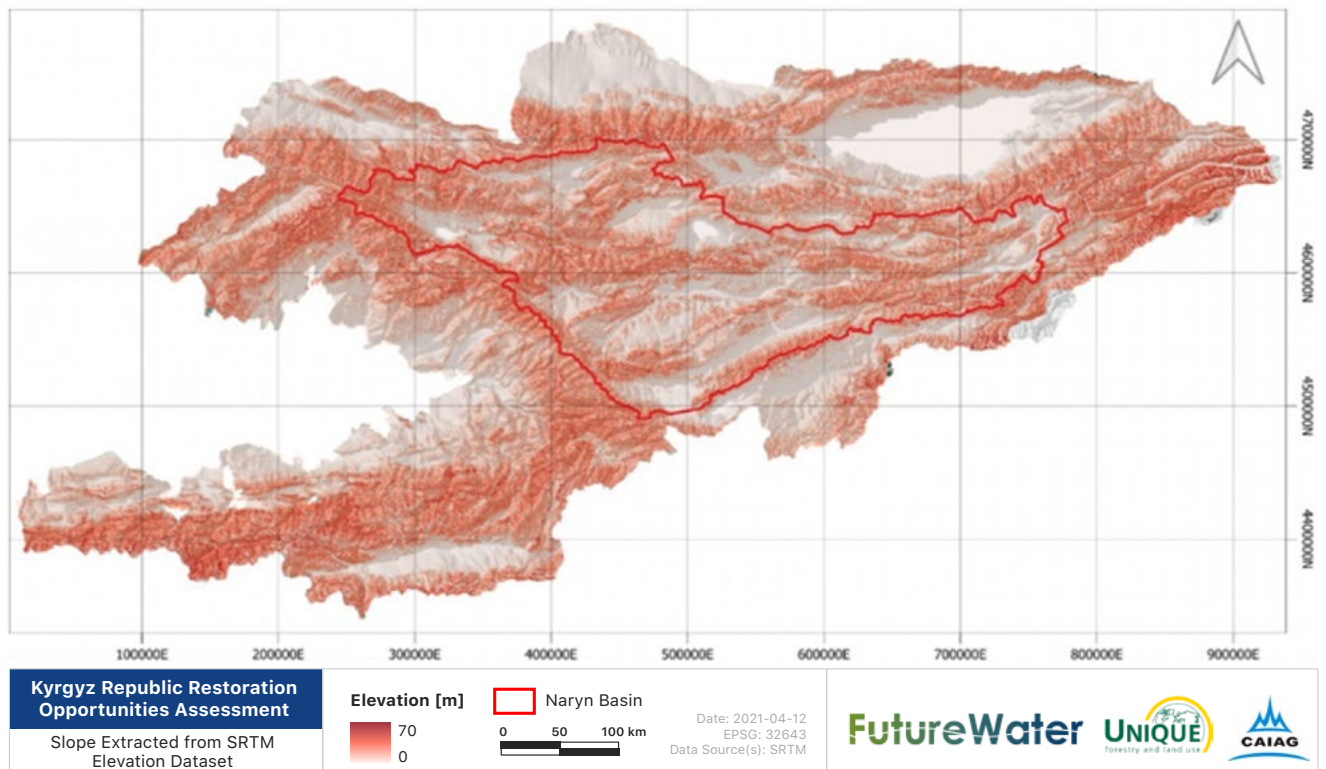 4700000N
4600000N
4500000N
4400000N
100000E 200000E 300000E 400000E 500000E 600000E 700000E 800000E 900000E
Kyrgyz Republic Restoration
Opportunities Assessment
Slope Extracted from SRTM
Elevation Dataset
Elevation [m]
70
0
Naryn Basin
0 50 100 km
Date: 2021-04-12
EPSG: 32643
Data Source(s): SRTM
FutureWater
UNIQUE
forestry and land use
CAIAG